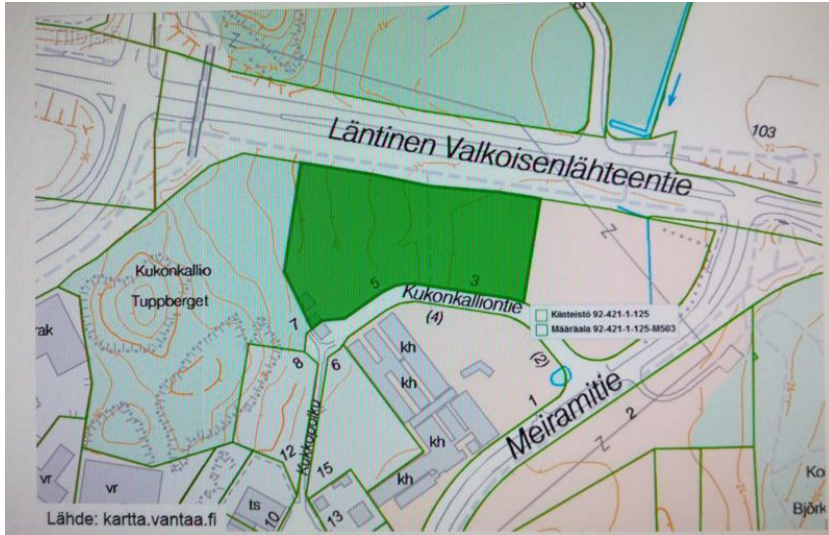 103
Läntinen Valkoisenlähteentie
Kukonkallio
Tuppberget
5
3
Kukonkalliontie
(4)
Kiinteistö 92-421-1-125
Määräala 92-421-1-125-M503
7
8
6
kh
kh
kh
kh
(2)
1
Meiramitie
2
rak
Kukkopolku
12
15
vr
vr
ts
10
13
Ko
Björk
Lähde: kartta.vantaa.fi